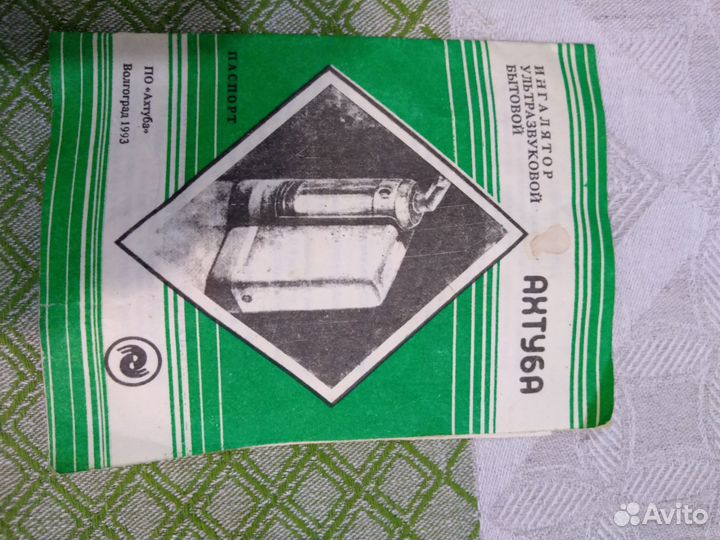 ИНГАЛЯТОР
УЛЬТРАЗВУКОВОЙ
БЫТОВОЙ
АХТУБА
ПАСПОРТ
ПО «Ахтуба»
Волгоград 1993
Avito